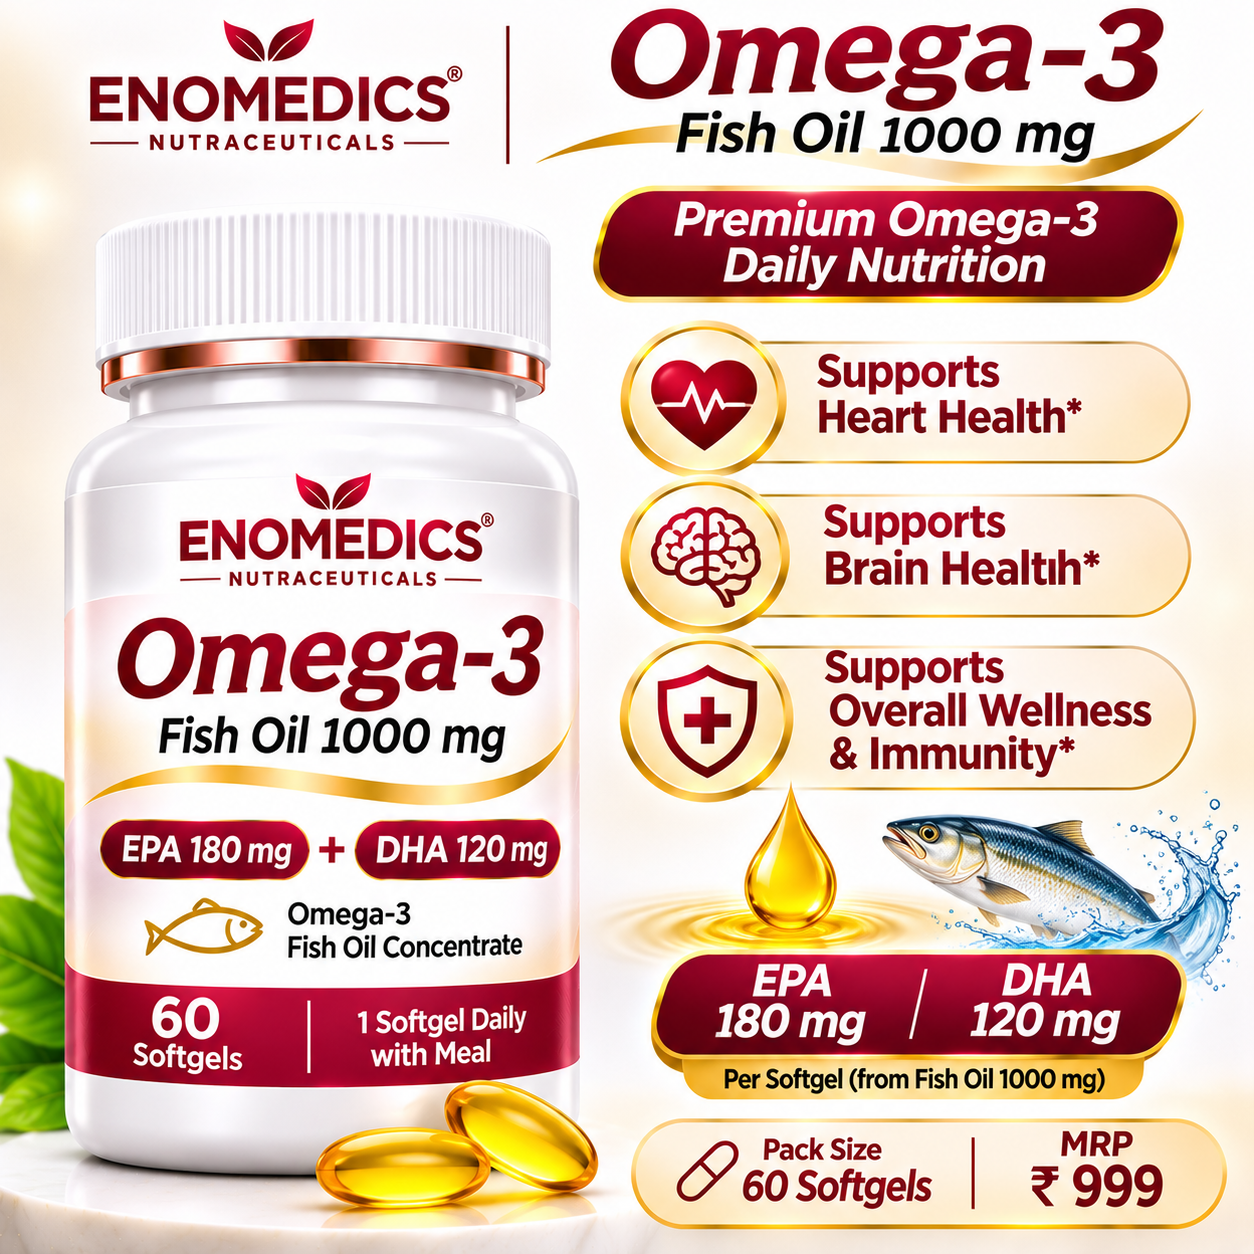 ENOMEDICS®
NUTRACEUTICALS
Omega-3
Fish Oil 1000 mg
Premium Omega-3
Daily Nutrition
Supports
Heart Health*
Supports
Brain Health*
Supports
Overall Wellness
& Immunity*
ENOMEDICS®
NUTRACEUTICALS
Omega-3
Fish Oil 1000 mg
EPA 180 mg + DHA 120 mg
Omega-3
Fish Oil Concentrate
60
Softgels
1 Softgel Daily
with Meal
EPA
180 mg
DHA
120 mg
Per Softgel (from Fish Oil 1000 mg)
Pack Size
60 Softgels
MRP
₹ 999